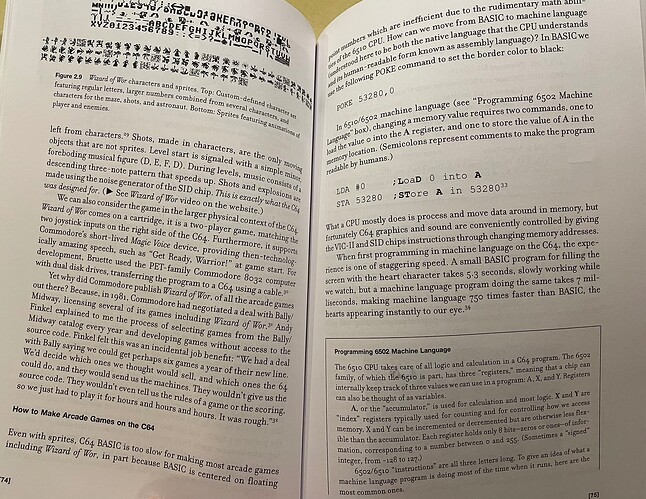 Figure 2.9 Wizard of Wor characters and sprites. Top: Custom-defined character set
featuring regular letters, larger numbers combined from several characters, and
characters for the maze, shots, and astronaut. Bottom: Sprites featuring animations of
player and enemies.
left from characters.²⁹ Shots, made in characters, are the only moving
objects that are not sprites. Level start is signaled with a simple minor,
foreboding musical figure (D, E, F, D). During levels, music consists of a
descending three-note pattern that speeds up. Shots and explosions are
made using the noise generator of the SID chip. This is exactly what the C64
was designed for. (▶ See Wizard of Wor video on the website.)
We can also consider the game in the larger physical context of the C64.
Wizard of Wor comes on a cartridge, it is a two-player game, matching the
two joystick inputs on the right side of the C64. Furthermore, it supports
Commodore's short-lived Magic Voice device, providing then-technolog-
ically amazing speech, such as "Get Ready, Warrior!" at game start. For
development, Bruette used the PET-family Commodore 8032 computer
with dual disk drives, transferring the program to a C64 using a cable.³⁰
Yet why did Commodore publish Wizard of Wor, of all the arcade games
out there? Because, in 1981, Commodore had negotiated a deal with Bally/
Midway, licensing several of its games including Wizard of Wor.³¹ Andy
Finkel explained to me the process of selecting games from the Bally/
Midway catalog every year and developing games without access to the
source code. Finkel felt this was an incidental job benefit: "We had a deal
with Bally saying we could get perhaps six games a year of their new line.
We'd decide which ones we thought would sell, and which ones the 64
could do, and they would send us the machines. They wouldn't give us the
source code. They wouldn't even tell us the rules of a game or the scoring,
so we just had to play it for hours and hours and hours. It was rough."³²
How to Make Arcade Games on the C64
Even with sprites, C64 BASIC is too slow for making most arcade games
including Wizard of Wor, in part because BASIC is centered on floating
[74]
point numbers which are inefficient due to the rudimentary math abil-
of the 6510 CPU. How can we move from BASIC to machine language
(understood here to be both the native language that the CPU understands
and its human-readable form known as assembly language)? In BASIC we
use the following POKE command to set the border color to black:
POKE 53280,0
In 6510/6502 machine language (see "Programming 6502 Machine
Language" box), changing a memory value requires two commands, one to
load the value 0 into the A register, and one to store the value of A in the
memory location. (Semicolons represent comments to make the program
readable by humans.)
LDA #0 ;LoaD 0 into A
STA 53280 ;STore A in 53280³³
What a CPU mostly does is process and move data around in memory, but
fortunately C64 graphics and sound are conveniently controlled by giving
the VIC-II and SID chips instructions through changing memory addresses.
When first programming in machine language on the C64, the expe-
rience is one of staggering speed. A small BASIC program for filling the
screen with the heart character takes 5.3 seconds, slowly working while
we watch, but a machine language program doing the same takes 7 mil-
liseconds, making machine language 750 times faster than BASIC, the
hearts appearing instantly to our eye.³⁴
Programming 6502 Machine Language
The 6510 CPU takes care of all logic and calculation in a C64 program. The 6502
family, of which the 6510 is part, has three "registers," meaning that a chip can
internally keep track of three values we can use in a program: A, X, and Y. Registers
can also be thought of as variables.
A, or the "accumulator," is used for calculation and most logic. X and Y are
"index" registers typically used for counting and for controlling how we access
memory. X and Y can be incremented or decremented but are otherwise less flex-
ible than the accumulator. Each register holds only 8 bits—zeros or ones—of infor-
mation, corresponding to a number between 0 and 255. (Sometimes a "signed"
integer, from -128 to 127.)
6502/6510 "instructions" are all three letters long. To give an idea of what a
machine language program is doing most of the time when it runs, here are the
most common ones.
[75]